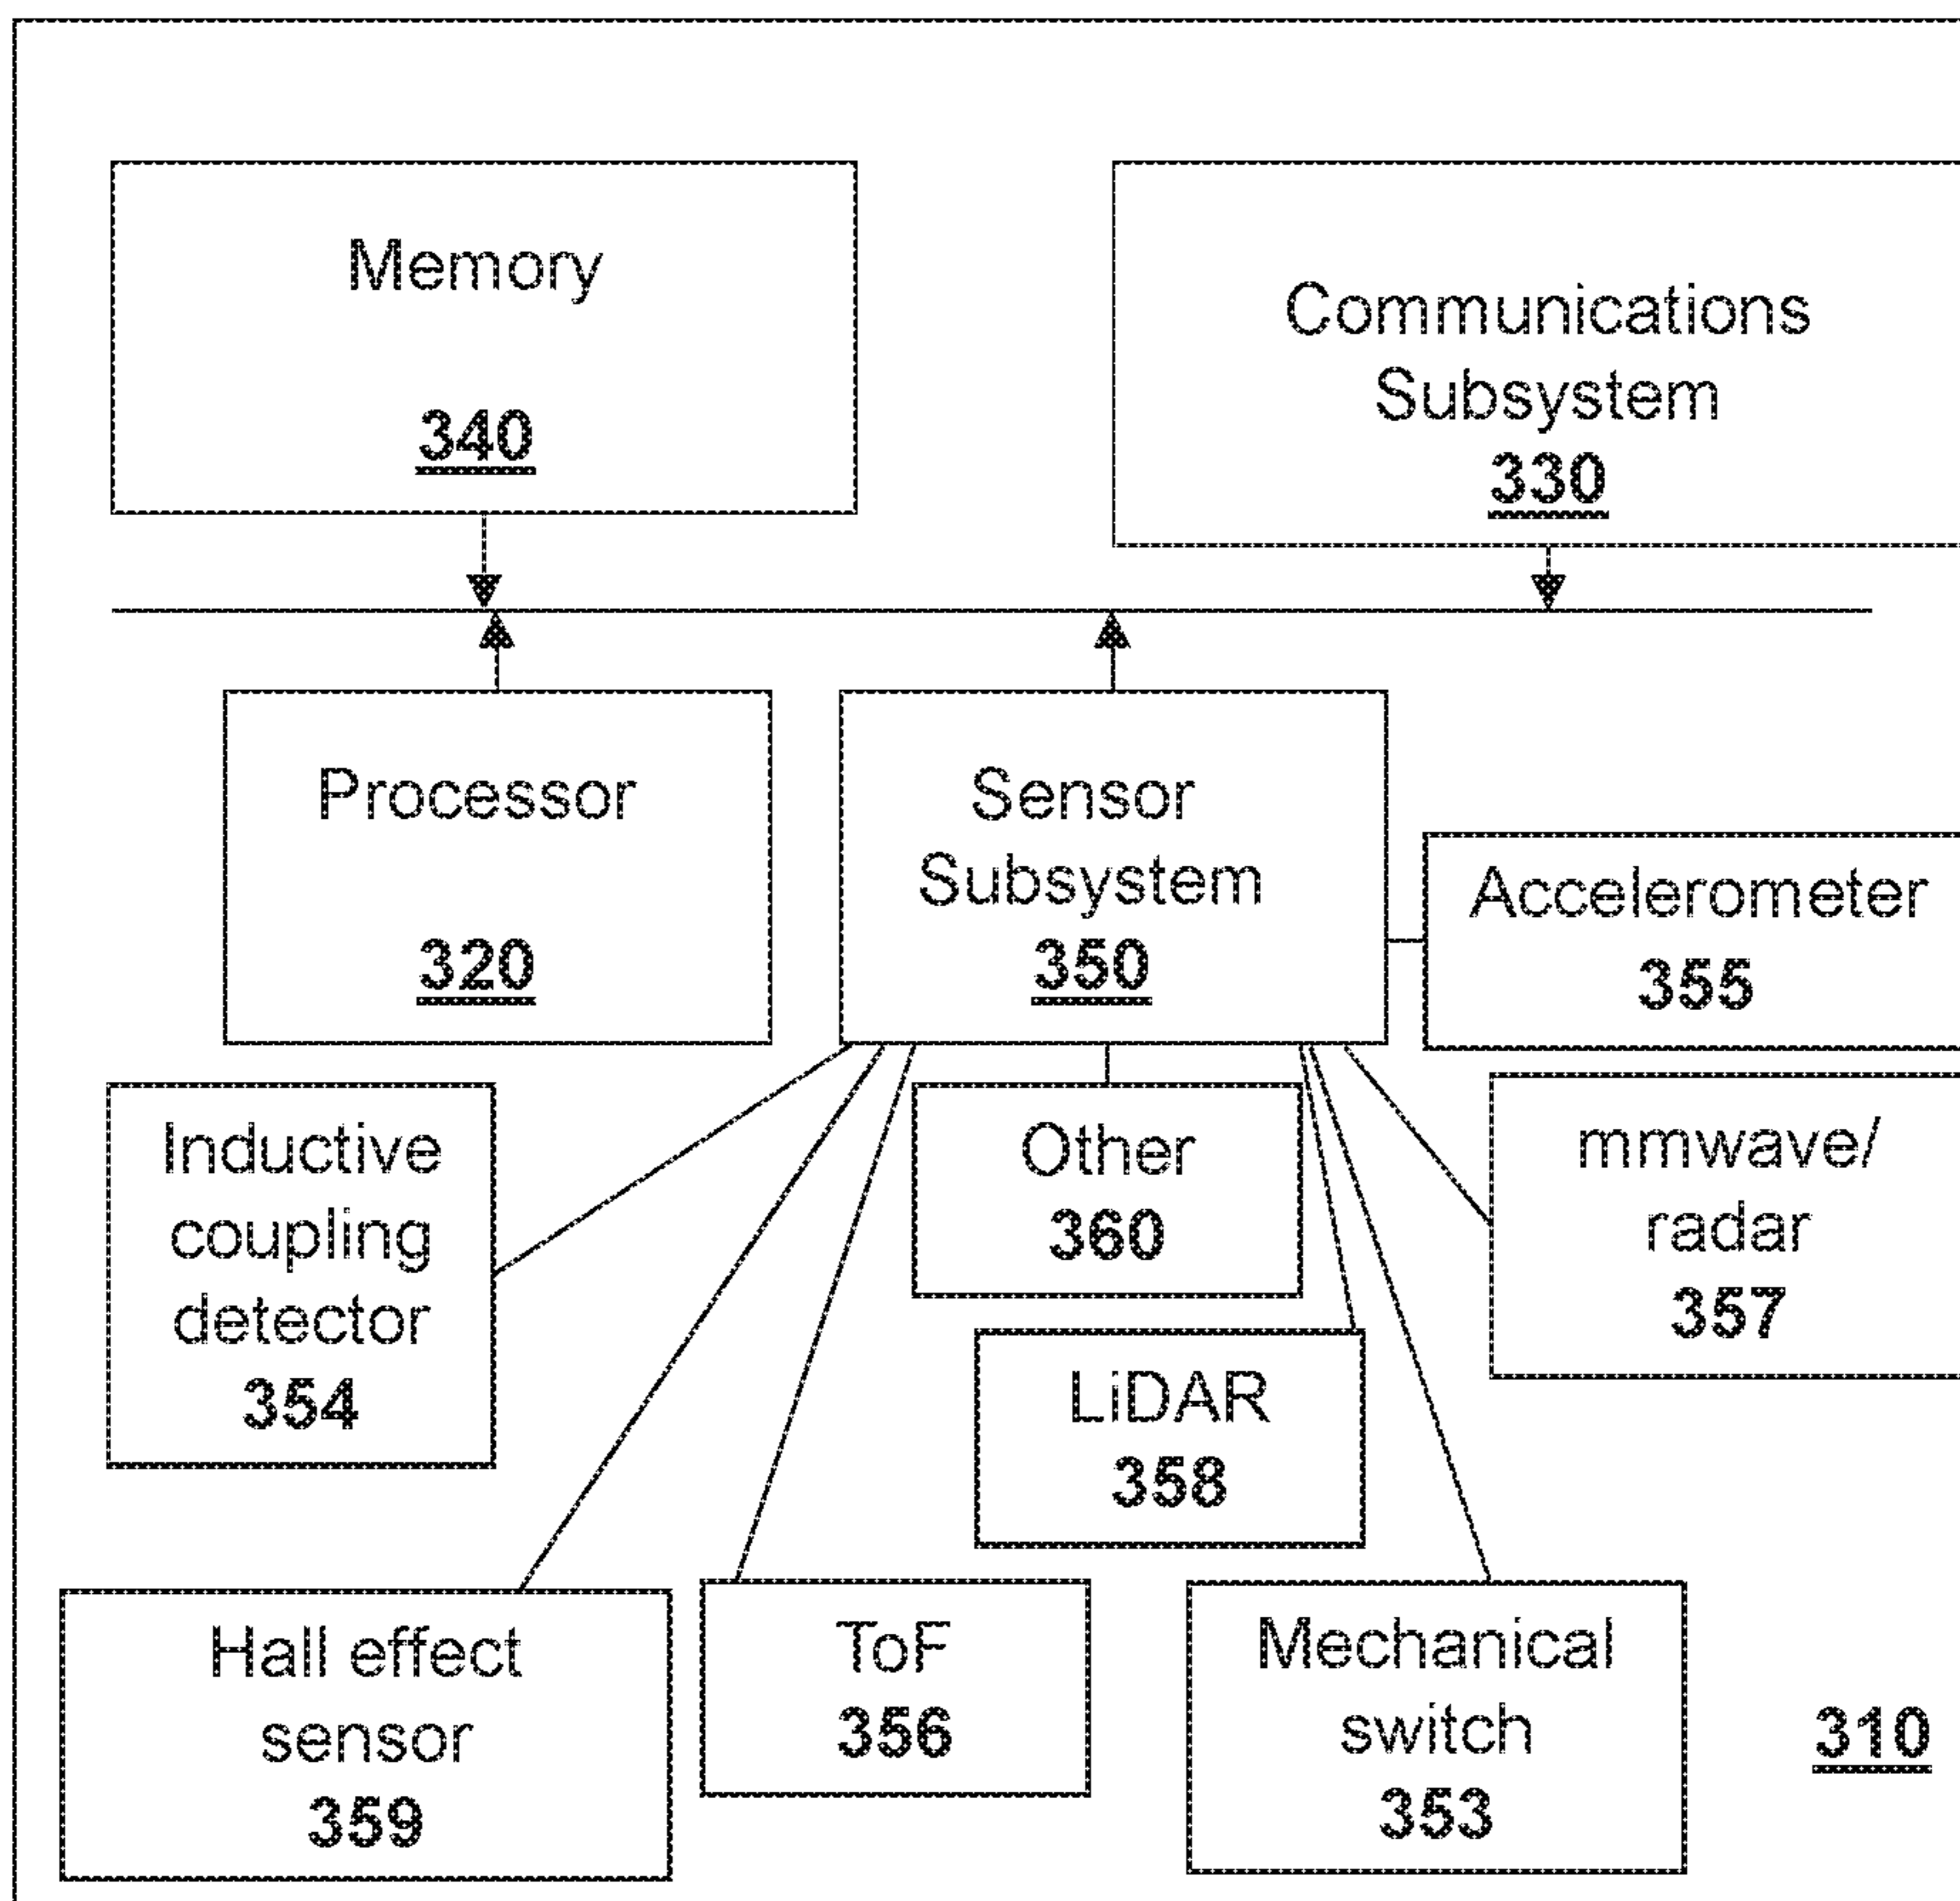 Memory
340
Communications
Subsystem
330
Processor
320
Sensor
Subsystem
350
Accelerometer
355
Inductive
coupling
detector
354
Other
360
mmwave/
radar
357
LiDAR
358
Hall effect
sensor
359
ToF
356
Mechanical
switch
353
310